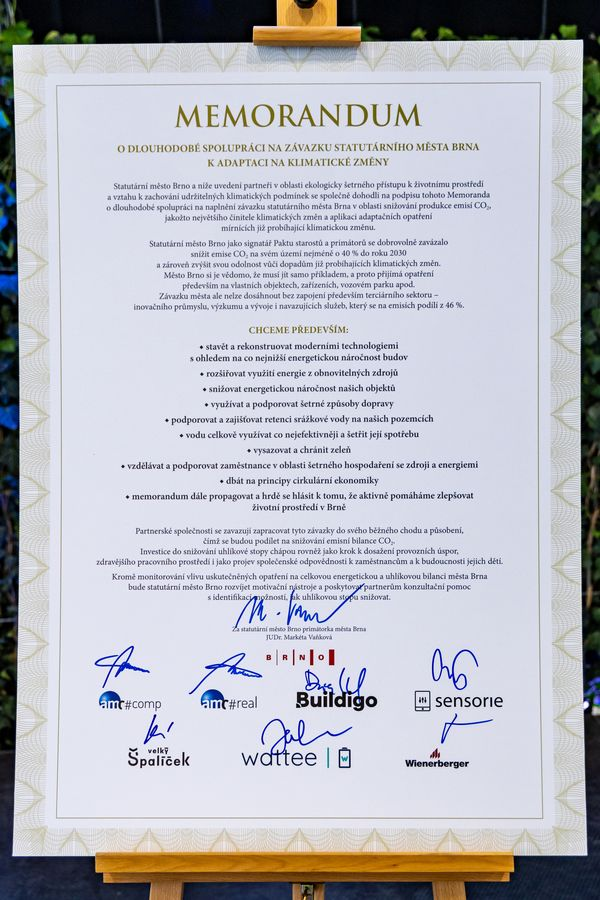 MEMORANDUM
O DLOUHODOBÉ SPOLUPRÁCI NA ZÁVAZKU STATUTÁRNÍHO MĚSTA BRNA
K ADAPTACI NA KLIMATICKÉ ZMĚNY
Statutární město Brno a níže uvedení partneři v oblasti ekologicky šetrného přístupu k životnímu prostředí
a vztahu k zachování udržitelných klimatických podmínek se společně dohodli na podpisu tohoto Memoranda
o dlouhodobé spolupráci na naplnění závazku statutárního města Brna v oblasti snižování produkce emisí CO₂,
jakožto největšího činitele klimatických změn a aplikaci adaptačních opatření
mírnících již probíhající klimatickou změnu.
Statutární město Brno jako signatář Paktu starostů a primátorů se dobrovolně zavázalo
snížit emise CO₂ na svém území nejméně o 40 % do roku 2030
a zároveň zvýšit svou odolnost vůči dopadům již probíhajících klimatických změn.
Město Brno si je vědomo, že musí jít samo příkladem, a proto přijímá opatření
především na vlastních objektech, zařízeních, vozovém parku apod.
Závazku města ale nelze dosáhnout bez zapojení především terciárního sektoru –
inovačního průmyslu, výzkumu a vývoje i navazujících služeb, který se na emisích podílí z 46 %.
CHCEME PŘEDEVŠÍM:
◆ stavět a rekonstruovat moderními technologiemi
s ohledem na co nejnižší energetickou náročnost budov
◆ rozšiřovat využití energie z obnovitelných zdrojů
◆ snižovat energetickou náročnost našich objektů
◆ využívat a podporovat šetrné způsoby dopravy
◆ podporovat a zajišťovat retenci srážkové vody na našich pozemcích
◆ vodu celkově využívat co nejefektivněji a šetřit její spotřebu
◆ vysazovat a chránit zeleň
◆ vzdělávat a podporovat zaměstnance v oblasti šetrného hospodaření se zdroji a energiemi
◆ dbát na principy cirkulární ekonomiky
◆ memorandum dále propagovat a hrdě se hlásit k tomu, že aktivně pomáháme zlepšovat
životní prostředí v Brně
Partnerské společnosti se zavazují zapracovat tyto závazky do svého běžného chodu a působení,
čímž se budou podílet na snižování emisní bilance CO₂.
Investice do snižování uhlíkové stopy chápou rovněž jako krok k dosažení provozních úspor,
zdravějšího pracovního prostředí i jako projev společenské odpovědnosti k zaměstnancům a k budoucnosti jejich dětí.
Kromě monitorování vlivu uskutečněných opatření na celkovou energetickou a uhlíkovou bilanci města Brna
bude statutární město Brno rozvíjet motivační nástroje a poskytovat partnerům konzultační pomoc
s identifikací možností, jak uhlíkovou stopu snižovat.
Za statutární město Brno primátorka města Brna
JUDr. Markéta Vaňková
BRNO
amr#comp
amr#real
Buildigo
sensorie
velký
Špalíček
wattee
W
Wienerberger